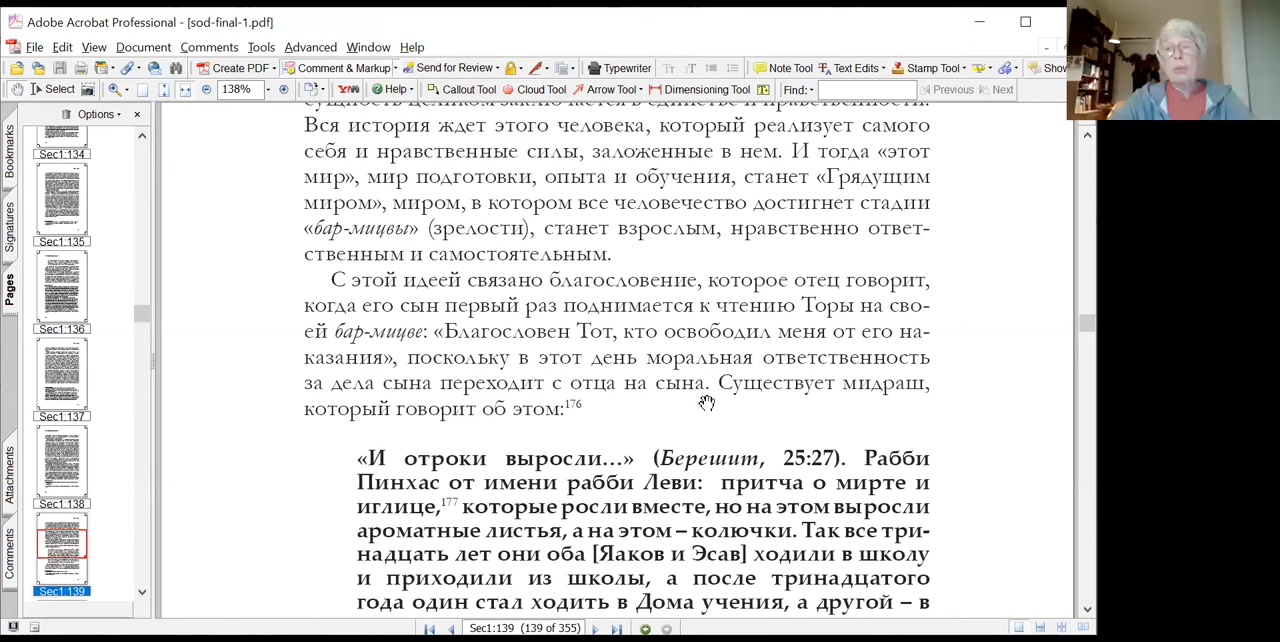 Adobe Acrobat Professional - [sod-final-1.pdf]
File Edit View Document Comments Tools Advanced Window Help
Create PDF Comment & Markup Send for Review Typewriter Note Tool Text Edits Stamp Tool Show
Select 138% Help Callout Tool Cloud Tool Arrow Tool Dimensioning Tool Find: Previous Next
Options
Bookmarks
Signatures
Pages
Attachments
Comments
Sec1:134
Sec1:135
Sec1:136
Sec1:137
Sec1:138
Sec1:139
сущность целиком заключается в единстве и нравственности.
Вся история ждет этого человека, который реализует самого
себя и нравственные силы, заложенные в нем. И тогда «этот
мир», мир подготовки, опыта и обучения, станет «Грядущим
миром», миром, в котором все человечество достигнет стадии
«бар-мицвы» (зрелости), станет взрослым, нравственно ответ-
ственным и самостоятельным.
С этой идеей связано благословение, которое отец говорит,
когда его сын первый раз поднимается к чтению Торы на сво-
ей бар-мицве: «Благословен Тот, кто освободил меня от его на-
казания», поскольку в этот день моральная ответственность
за дела сына переходит с отца на сына. Существует мидраш,
который говорит об этом:176
«И отроки выросли...» (Берешит, 25:27). Рабби
Пинхас от имени рабби Леви: притча о мирте и
иглице,177 которые росли вместе, но на этом выросли
ароматные листья, а на этом – колючки. Так все три-
надцать лет они оба [Яаков и Эсав] ходили в школу
и приходили из школы, а после тринадцатого
года один стал ходить в Дома учения, а другой – в
Sec1:139 (139 of 355)